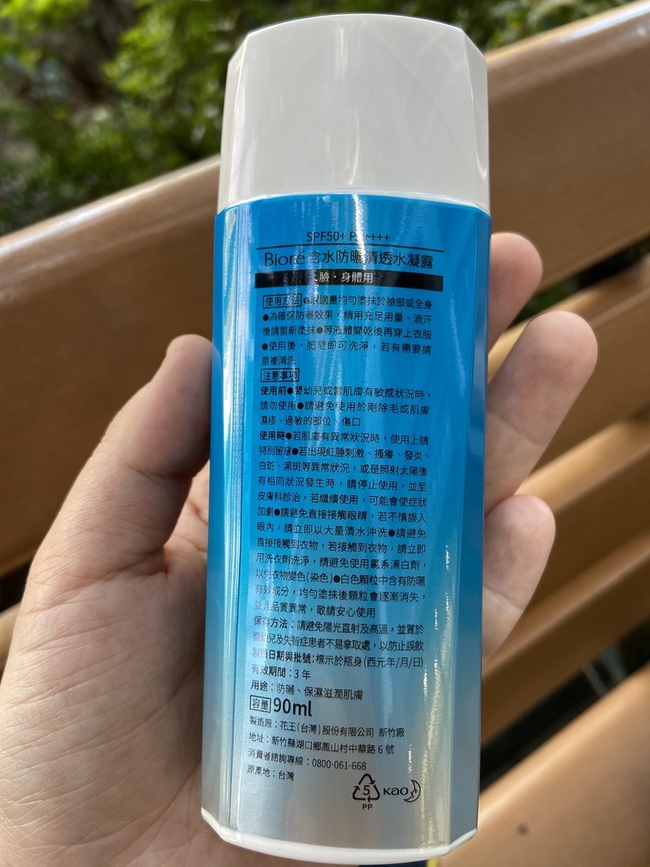 SPF50+ PA++++
Bioré 含水防曬清透水凝露
臉・身體用
使用方法 ●取適量均勻塗抹於臉部或全身
●為確保防曬效果，請用充足用量、流汗
後請重新塗抹●等液體變乾後再穿上衣服
●使用後，肥皂即可洗淨，若有需要請
重複清洗
注意事項
使用前●嬰幼兒或當肌膚有敏感狀況時，
請勿使用●請避免使用於剛除毛或肌膚
濕疹、過敏的部位、傷口
使用時●若肌膚有異常狀況時，使用上請
特別留意●若出現紅腫刺激、搔癢、發炎、
白斑、黑斑等異常狀況，或是照射太陽後
有相同狀況發生時，請停止使用，並至
皮膚科診治，若繼續使用，可能會使症狀
加劇●請避免直接接觸眼睛，若不慎誤入
眼內，請立即以大量清水沖洗●請避免
直接接觸到衣物，若接觸到衣物，請立即
用洗衣劑洗淨，請避免使用氯系漂白劑，
以免衣物變色(染色)●白色顆粒中含有防曬
有效成分，均勻塗抹後顆粒會逐漸消失，
並非品質異常，敬請安心使用
保存方法：請避免陽光直射及高溫，並置於
嬰幼兒及失智症患者不易拿取處，以防止誤飲
製造日期與批號:標示於瓶身(西元年/月/日)
有效期間：3 年
用途：防曬、保濕滋潤肌膚
容量 90ml
製造廠：花王(台灣)股份有限公司 新竹廠
地址：新竹縣湖口鄉鳳山村中華路 6 號
消費者諮詢專線：0800-061-668
原產地：台灣
5
PP
Kao